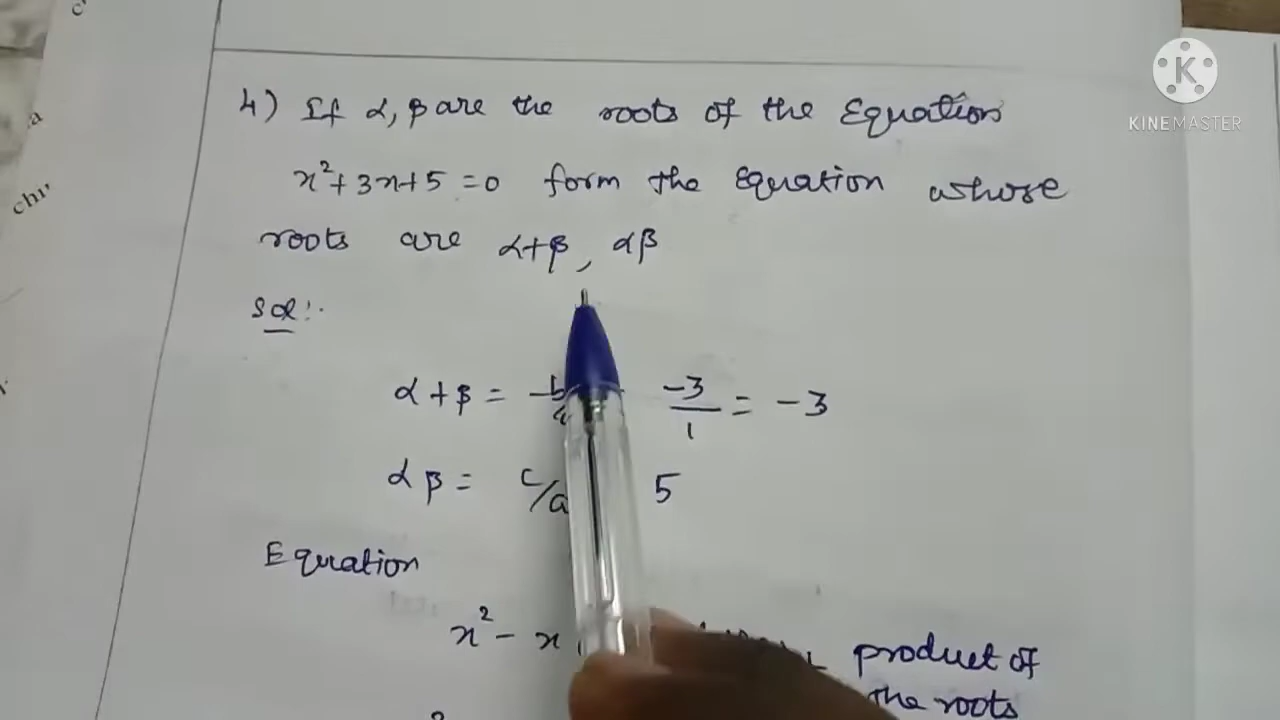 4) If α, β are the roots of the Equation
x²+3x+5 =0 form the Equation whose
roots are α+β, αβ
Sol:.
α+β = -b -3/1 = -3
αβ = c/a 5
Equation
x² - x product of
the roots
K
KINEMASTER
chr